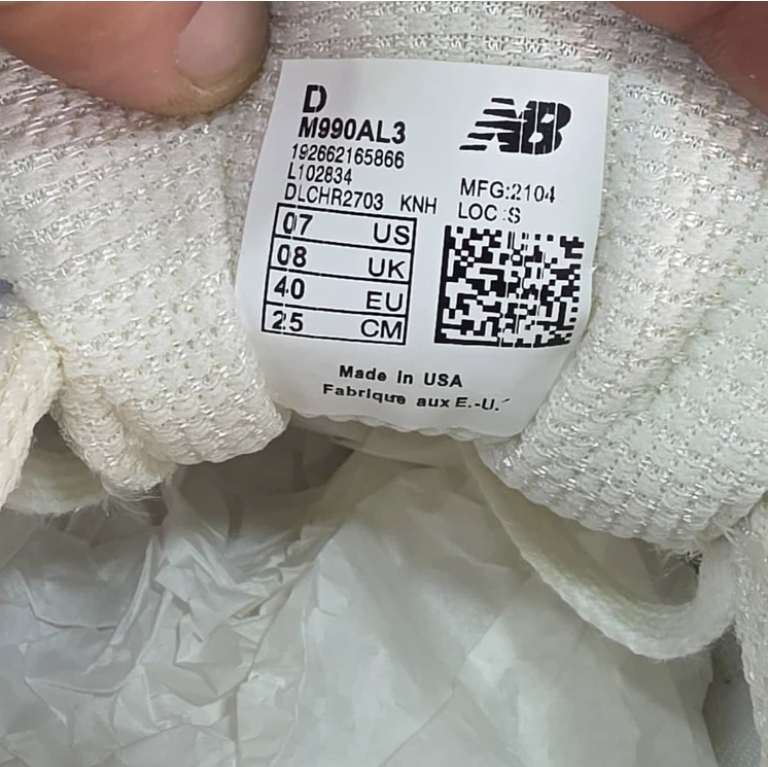 D
M990AL3
192662165866
L102834
DLCHR2703 KNH
NB
MFG:2104
LOC:S
07 US
08 UK
40 EU
25 CM
Made in USA
Fabrique aux E.-U.